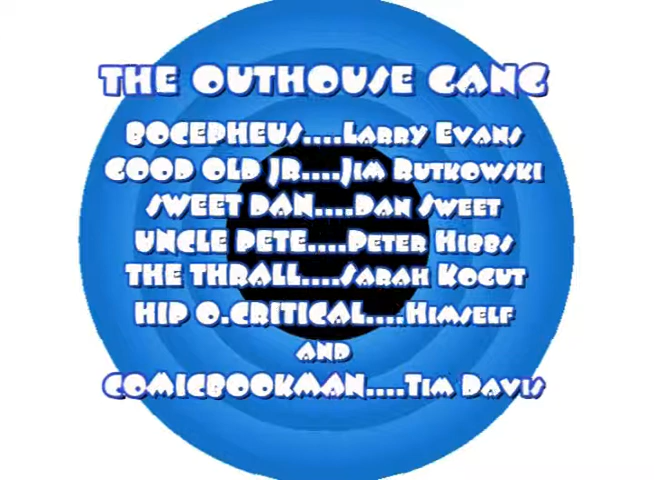 THE OUTHOUSE GANG
BOCEPHEUS....Larry Evans
GOOD OLD JR....Jim Rutkowski
SWEET DAN....Dan Sweet
UNCLE PETE....Peter Hibbs
THE THRALL....Sarah Kogut
HIP O.CRITICAL....Himself
and
COMICBOOKMAN....Tim Davis